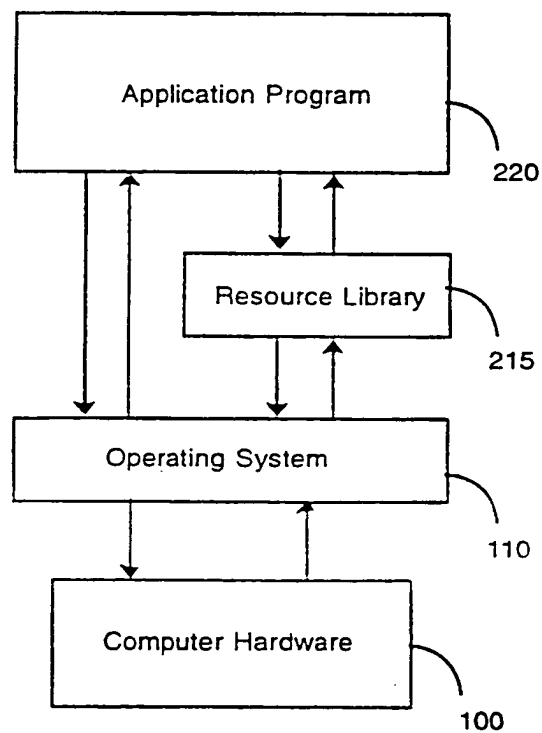 Application Program
220
Resource Library
215
Operating System
110
Computer Hardware
100